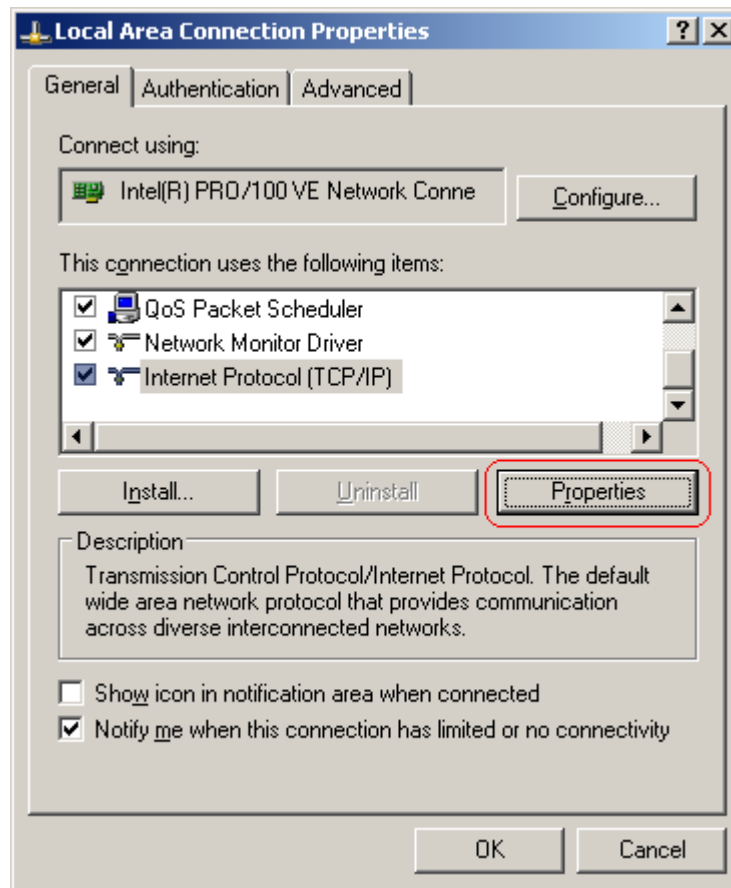 Local Area Connection Properties
General Authentication Advanced
Connect using:
Intel(R) PRO/100 VE Network Conne
Configure...
This connection uses the following items:
QoS Packet Scheduler
Network Monitor Driver
Internet Protocol (TCP/IP)
Install... Uninstall Properties
Description
Transmission Control Protocol/Internet Protocol. The default
wide area network protocol that provides communication
across diverse interconnected networks.
Show icon in notification area when connected
Notify me when this connection has limited or no connectivity
OK Cancel